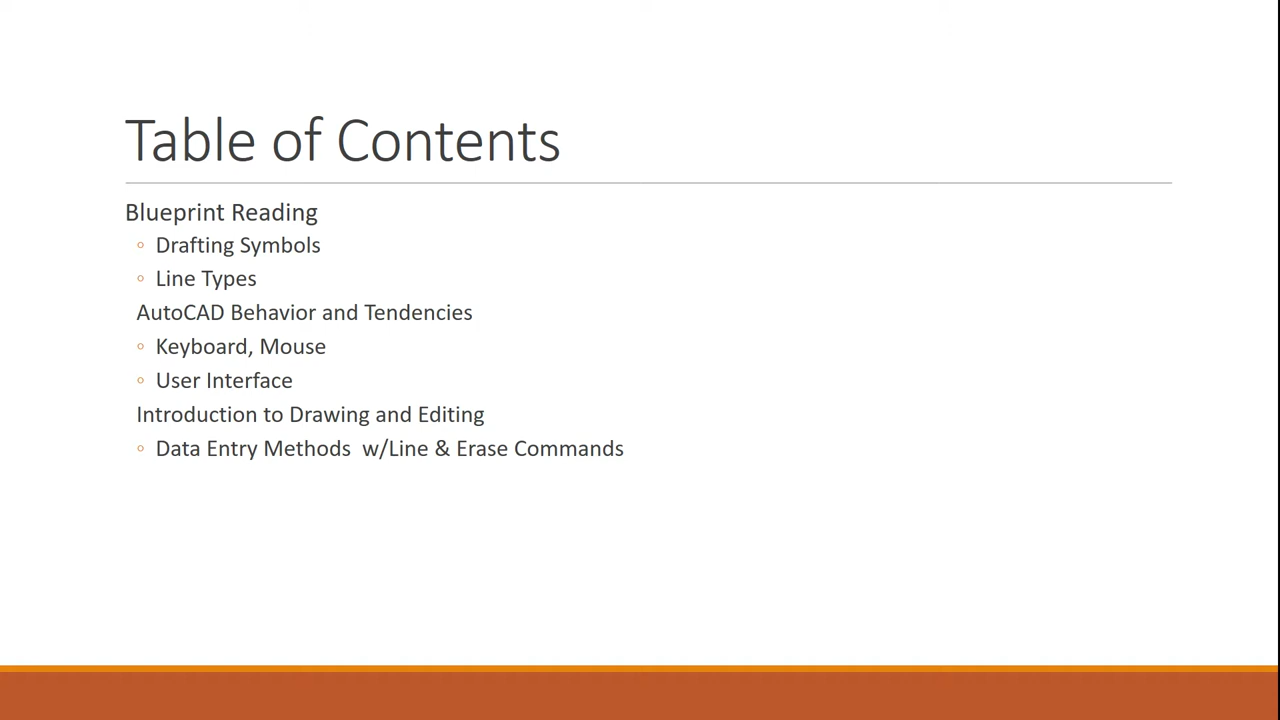 Table of Contents
Blueprint Reading
◦ Drafting Symbols
◦ Line Types
AutoCAD Behavior and Tendencies
◦ Keyboard, Mouse
◦ User Interface
Introduction to Drawing and Editing
◦ Data Entry Methods  w/Line & Erase Commands